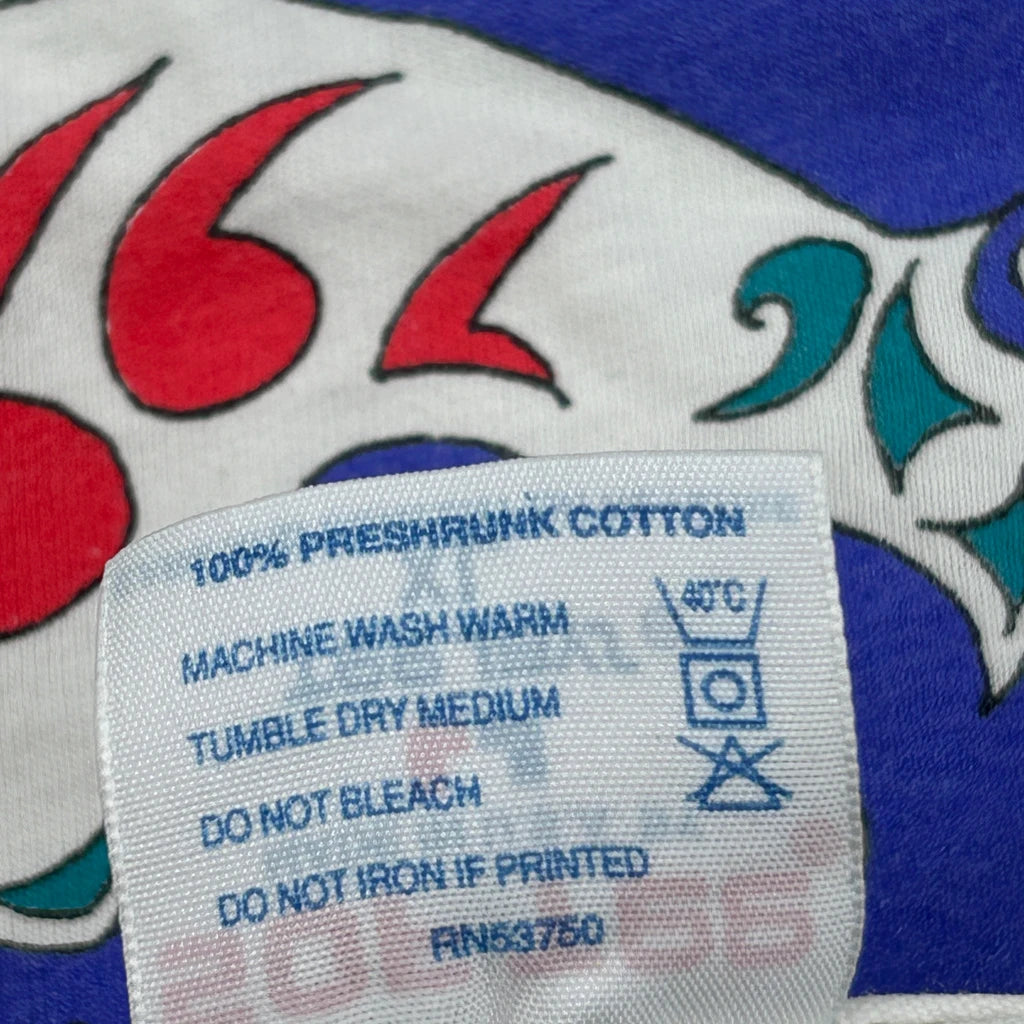 100% PRESHRUNK COTTON
MACHINE WASH WARM
40°C
TUMBLE DRY MEDIUM
DO NOT BLEACH
DO NOT IRON IF PRINTED
RN53750